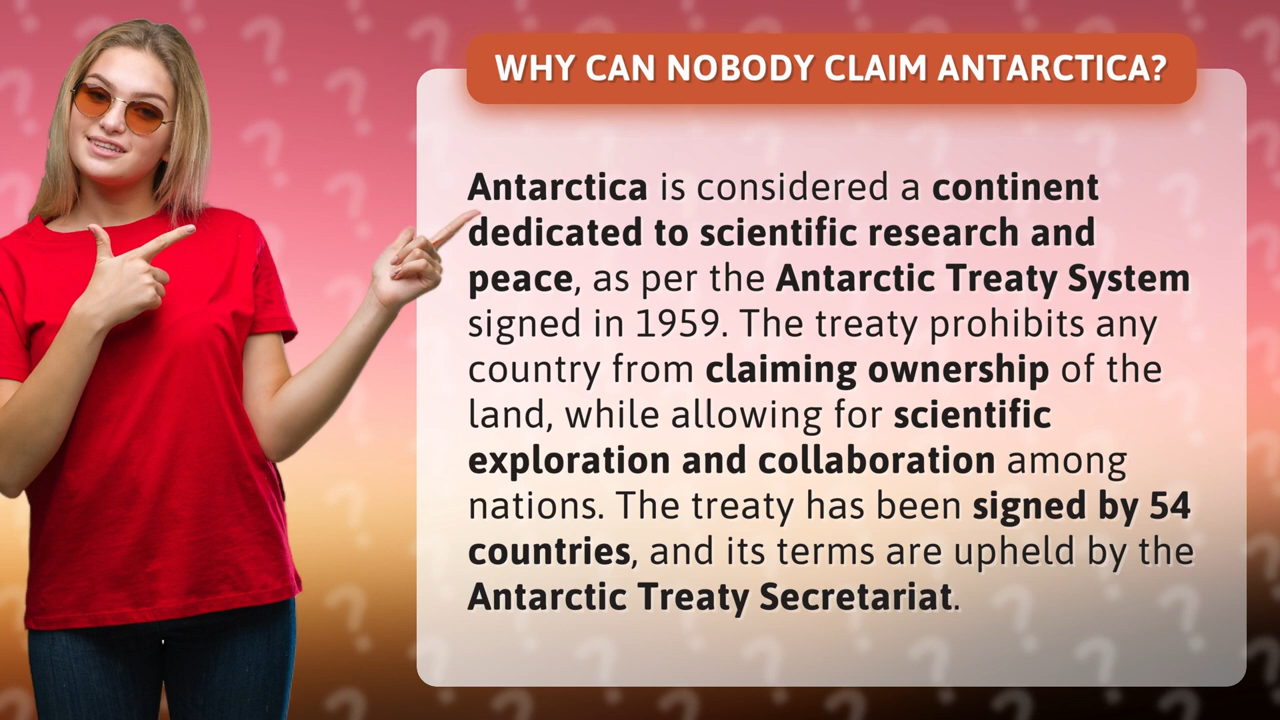 WHY CAN NOBODY CLAIM ANTARCTICA?
Antarctica is considered a continent
dedicated to scientific research and
peace, as per the Antarctic Treaty System
signed in 1959. The treaty prohibits any
country from claiming ownership of the
land, while allowing for scientific
exploration and collaboration among
nations. The treaty has been signed by 54
countries, and its terms are upheld by the
Antarctic Treaty Secretariat.